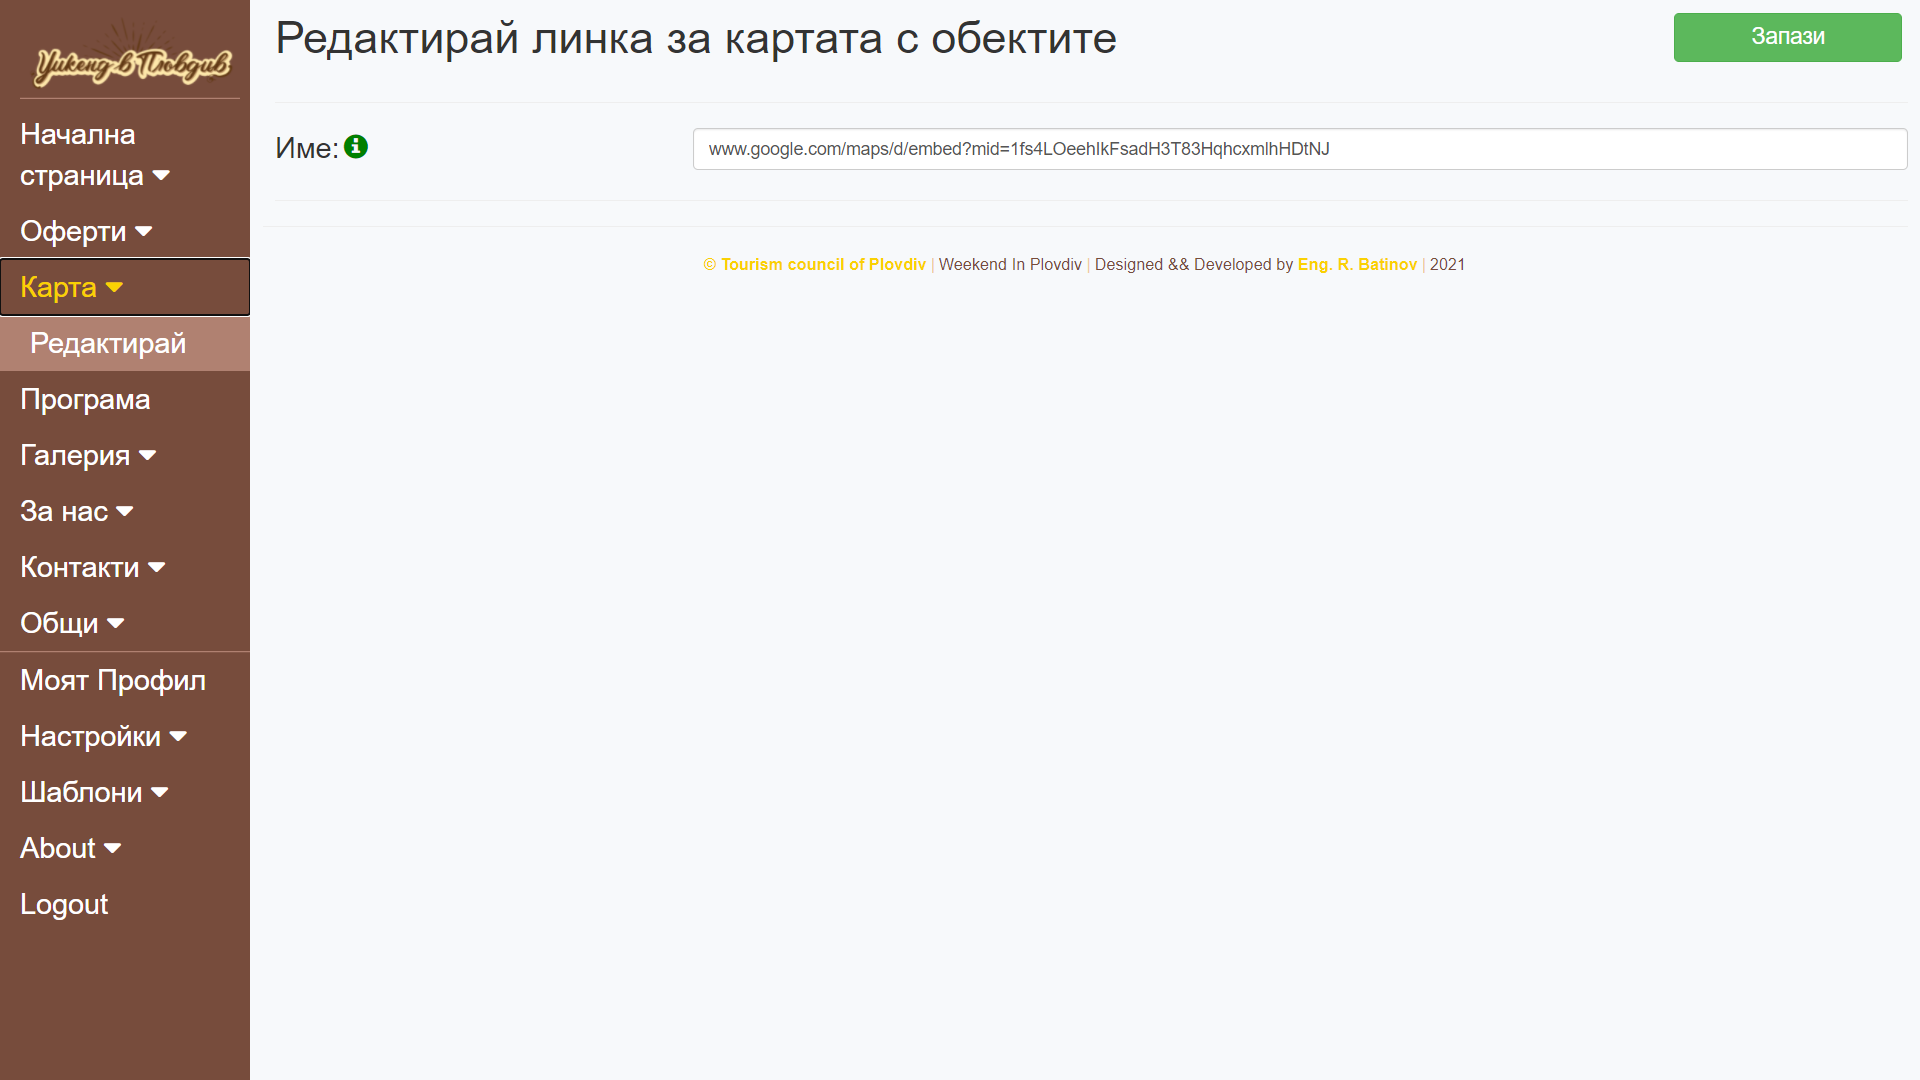 Уикенд в Пловдив
Начална
страница
Оферти
Карта
Редактирай
Програма
Галерия
За нас
Контакти
Общи
Моят Профил
Настройки
Шаблони
About
Logout
Редактирай линка за картата с обектите
Запази
Име:
www.google.com/maps/d/embed?mid=1fs4LOeehIkFsadH3T83HqhcxmlhHDtNJ
© Tourism council of Plovdiv | Weekend In Plovdiv | Designed && Developed by Eng. R. Batinov | 2021